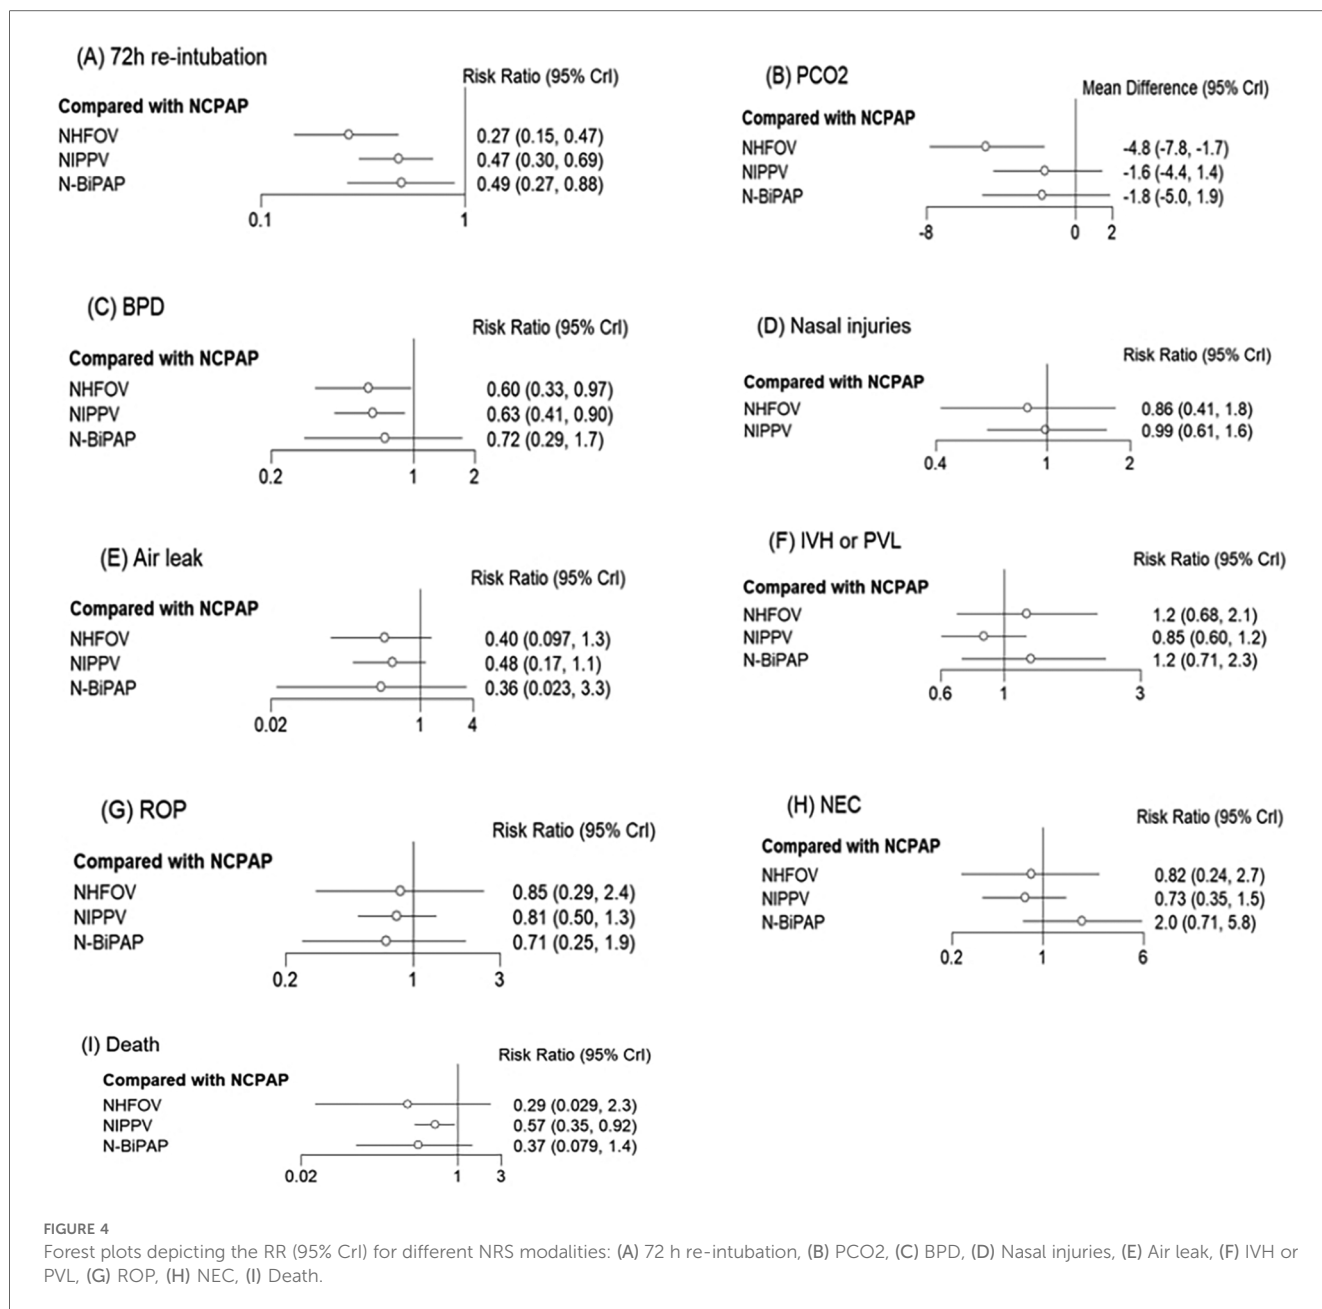 (A) 72h re-intubation
Risk Ratio (95% CrI)
Compared with NCPAP
NHFOV 0.27 (0.15, 0.47)
NIPPV 0.47 (0.30, 0.69)
N-BiPAP 0.49 (0.27, 0.88)
0.1 1
(B) PCO2
Mean Difference (95% CrI)
Compared with NCPAP
NHFOV -4.8 (-7.8, -1.7)
NIPPV -1.6 (-4.4, 1.4)
N-BiPAP -1.8 (-5.0, 1.9)
-8 0 2
(C) BPD
Risk Ratio (95% CrI)
Compared with NCPAP
NHFOV 0.60 (0.33, 0.97)
NIPPV 0.63 (0.41, 0.90)
N-BiPAP 0.72 (0.29, 1.7)
0.2 1 2
(D) Nasal injuries
Risk Ratio (95% CrI)
Compared with NCPAP
NHFOV 0.86 (0.41, 1.8)
NIPPV 0.99 (0.61, 1.6)
0.4 1 2
(E) Air leak
Risk Ratio (95% CrI)
Compared with NCPAP
NHFOV 0.40 (0.097, 1.3)
NIPPV 0.48 (0.17, 1.1)
N-BiPAP 0.36 (0.023, 3.3)
0.02 1 4
(F) IVH or PVL
Risk Ratio (95% CrI)
Compared with NCPAP
NHFOV 1.2 (0.68, 2.1)
NIPPV 0.85 (0.60, 1.2)
N-BiPAP 1.2 (0.71, 2.3)
0.6 1 3
(G) ROP
Risk Ratio (95% CrI)
Compared with NCPAP
NHFOV 0.85 (0.29, 2.4)
NIPPV 0.81 (0.50, 1.3)
N-BiPAP 0.71 (0.25, 1.9)
0.2 1 3
(H) NEC
Risk Ratio (95% CrI)
Compared with NCPAP
NHFOV 0.82 (0.24, 2.7)
NIPPV 0.73 (0.35, 1.5)
N-BiPAP 2.0 (0.71, 5.8)
0.2 1 6
(I) Death
Risk Ratio (95% CrI)
Compared with NCPAP
NHFOV 0.29 (0.029, 2.3)
NIPPV 0.57 (0.35, 0.92)
N-BiPAP 0.37 (0.079, 1.4)
0.02 1 3
FIGURE 4
Forest plots depicting the RR (95% CrI) for different NRS modalities: (A) 72 h re-intubation, (B) PCO2, (C) BPD, (D) Nasal injuries, (E) Air leak, (F) IVH or
PVL, (G) ROP, (H) NEC, (I) Death.